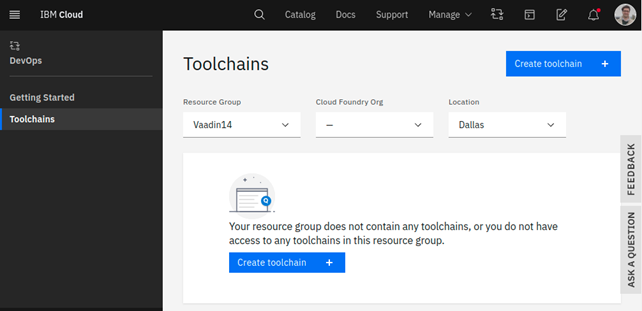 IBM Cloud
Catalog
Docs
Support
Manage
DevOps
Getting Started
Toolchains
Toolchains
Create toolchain +
Resource Group
Cloud Foundry Org
Location
Vaadin14
—
Dallas
Your resource group does not contain any toolchains, or you do not have
access to any toolchains in this resource group.
Create toolchain +
FEEDBACK
ASK A QUESTION